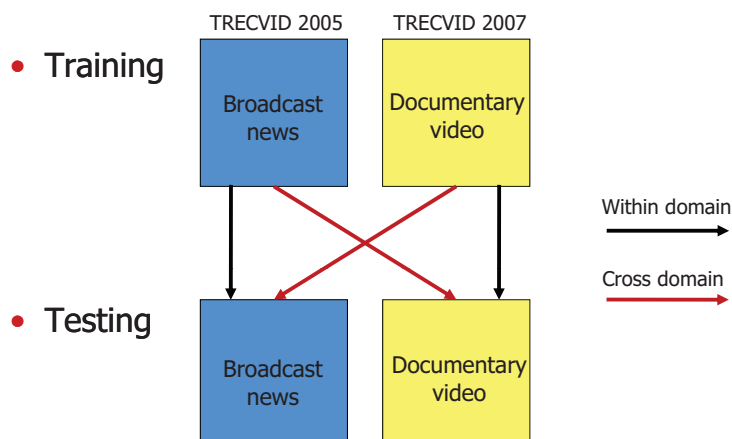 TRECVID 2005 TRECVID 2007
• Training
Broadcast
news
Documentary
video
Within domain
Cross domain
• Testing
Broadcast
news
Documentary
video